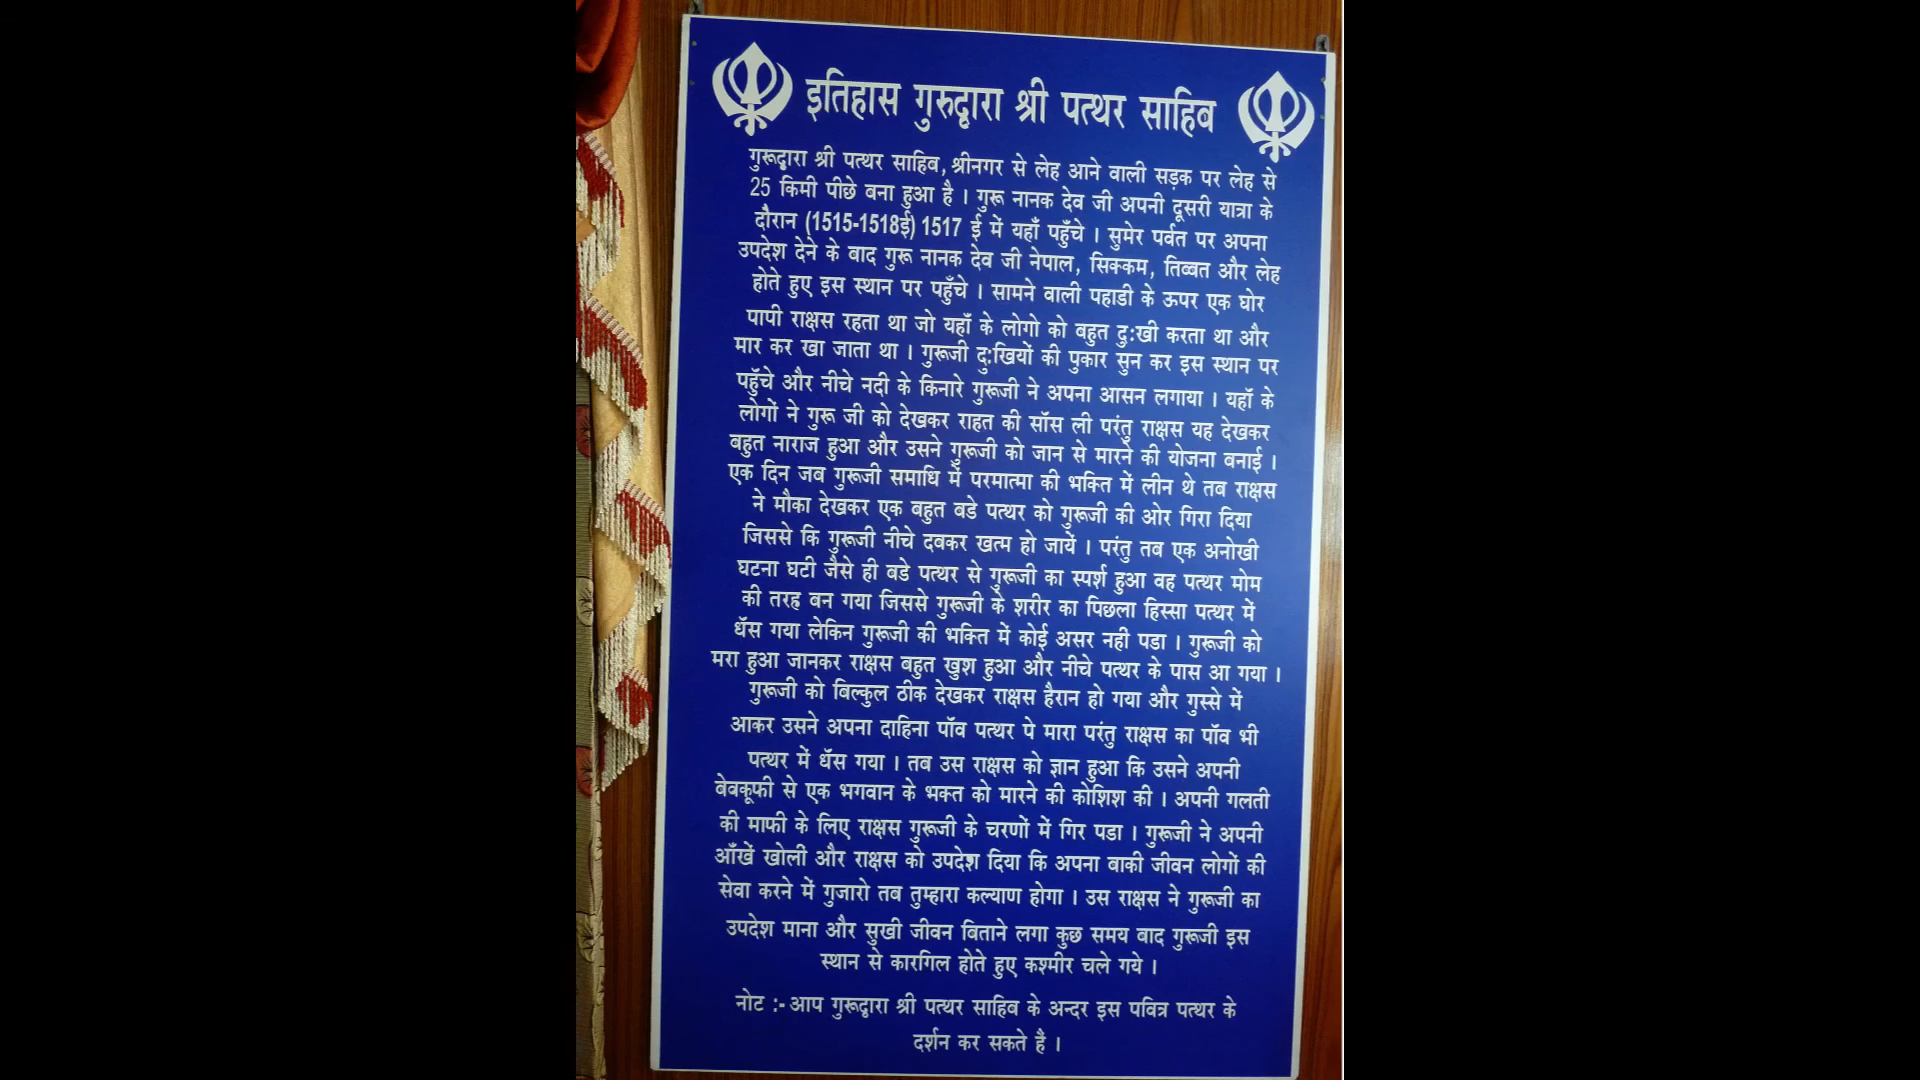 इतिहास गुरुद्वारा श्री पत्थर साहिब
गुरूद्वारा श्री पत्थर साहिब, श्रीनगर से लेह आने वाली सड़क पर लेह से
25 किमी पीछे बना हुआ है । गुरू नानक देव जी अपनी दूसरी यात्रा के
दौरान (1515-1518ई) 1517 ई में यहाँ पहुँचे । सुमेर पर्वत पर अपना
उपदेश देने के बाद गुरू नानक देव जी नेपाल, सिक्कम, तिब्बत और लेह
होते हुए इस स्थान पर पहुँचे । सामने वाली पहाडी के ऊपर एक घोर
पापी राक्षस रहता था जो यहाँ के लोगो को बहुत दुःखी करता था और
मार कर खा जाता था । गुरूजी दुःखियों की पुकार सुन कर इस स्थान पर
पहुॅचे और नीचे नदी के किनारे गुरूजी ने अपना आसन लगाया । यहॉ के
लोगों ने गुरू जी को देखकर राहत की सॉस ली परंतु राक्षस यह देखकर
बहुत नाराज हुआ और उसने गुरूजी को जान से मारने की योजना बनाई ।
एक दिन जब गुरूजी समाधि में परमात्मा की भक्ति में लीन थे तब राक्षस
ने मौका देखकर एक बहुत बडे पत्थर को गुरूजी की ओर गिरा दिया
जिससे कि गुरूजी नीचे दबकर खत्म हो जायें । परंतु तब एक अनोखी
घटना घटी जैसे ही बडे पत्थर से गुरूजी का स्पर्श हुआ वह पत्थर मोम
की तरह बन गया जिससे गुरूजी के शरीर का पिछला हिस्सा पत्थर में
धॅस गया लेकिन गुरूजी की भक्ति में कोई असर नही पडा । गुरूजी को
मरा हुआ जानकर राक्षस बहुत खुश हुआ और नीचे पत्थर के पास आ गया ।
गुरूजी को बिल्कुल ठीक देखकर राक्षस हैरान हो गया और गुस्से में
आकर उसने अपना दाहिना पॉव पत्थर पे मारा परंतु राक्षस का पॉव भी
पत्थर में धॅस गया । तब उस राक्षस को ज्ञान हुआ कि उसने अपनी
बेबकूफी से एक भगवान के भक्त को मारने की कोशिश की । अपनी गलती
की माफी के लिए राक्षस गुरूजी के चरणों में गिर पडा । गुरूजी ने अपनी
आँखें खोली और राक्षस को उपदेश दिया कि अपना बाकी जीवन लोगों की
सेवा करने में गुजारो तब तुम्हारा कल्याण होगा । उस राक्षस ने गुरूजी का
उपदेश माना और सुखी जीवन बिताने लगा कुछ समय बाद गुरूजी इस
स्थान से कारगिल होते हुए कश्मीर चले गये ।
नोट :- आप गुरूद्वारा श्री पत्थर साहिब के अन्दर इस पवित्र पत्थर के
दर्शन कर सकते है ।